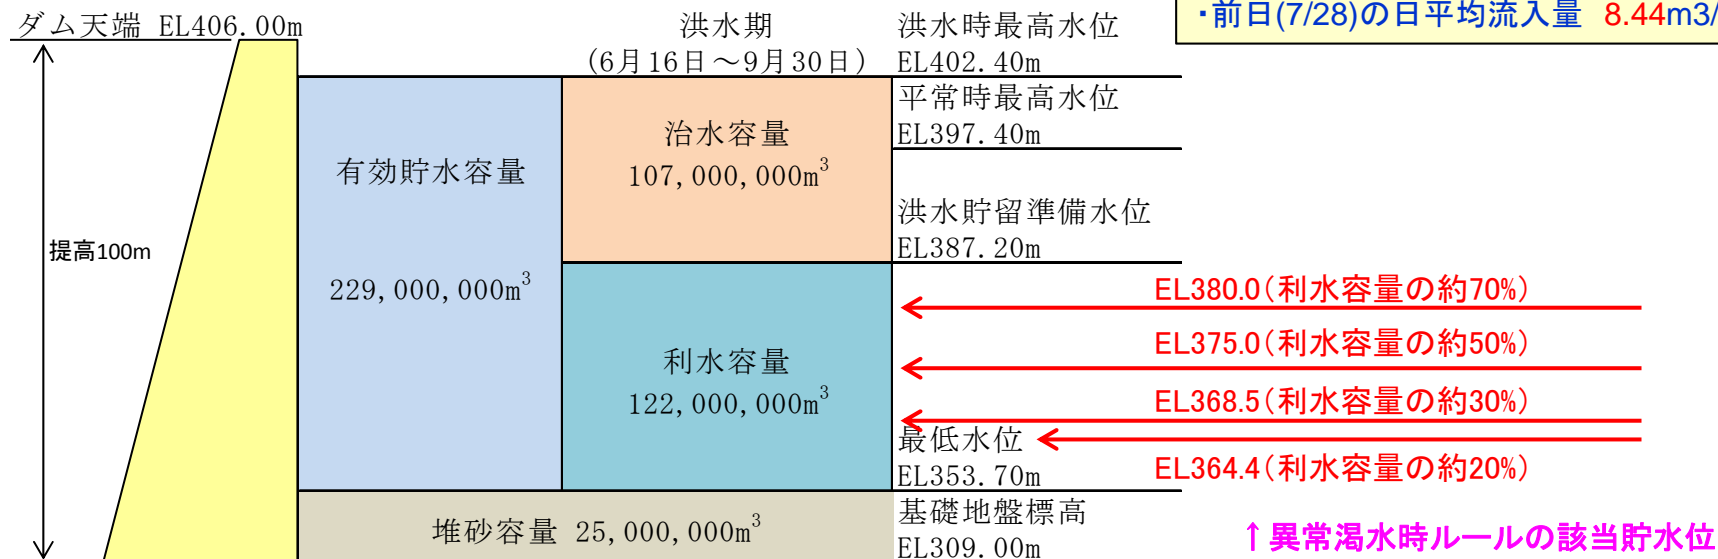 ダム天端 EL406.00m
洪水期
(6月16日～9月30日)
洪水時最高水位
EL402.40m
・前日(7/28)の日平均流入量 8.44m3/
平常時最高水位
EL397.40m
治水容量
107,000,000m³
有効貯水容量
229,000,000m³
洪水貯留準備水位
EL387.20m
提高100m
EL380.0(利水容量の約70%)
EL375.0(利水容量の約50%)
利水容量
122,000,000m³
EL368.5(利水容量の約30%)
最低水位
EL353.70m
EL364.4(利水容量の約20%)
堆砂容量 25,000,000m³
基礎地盤標高
EL309.00m
↑異常渇水時ルールの該当貯水位